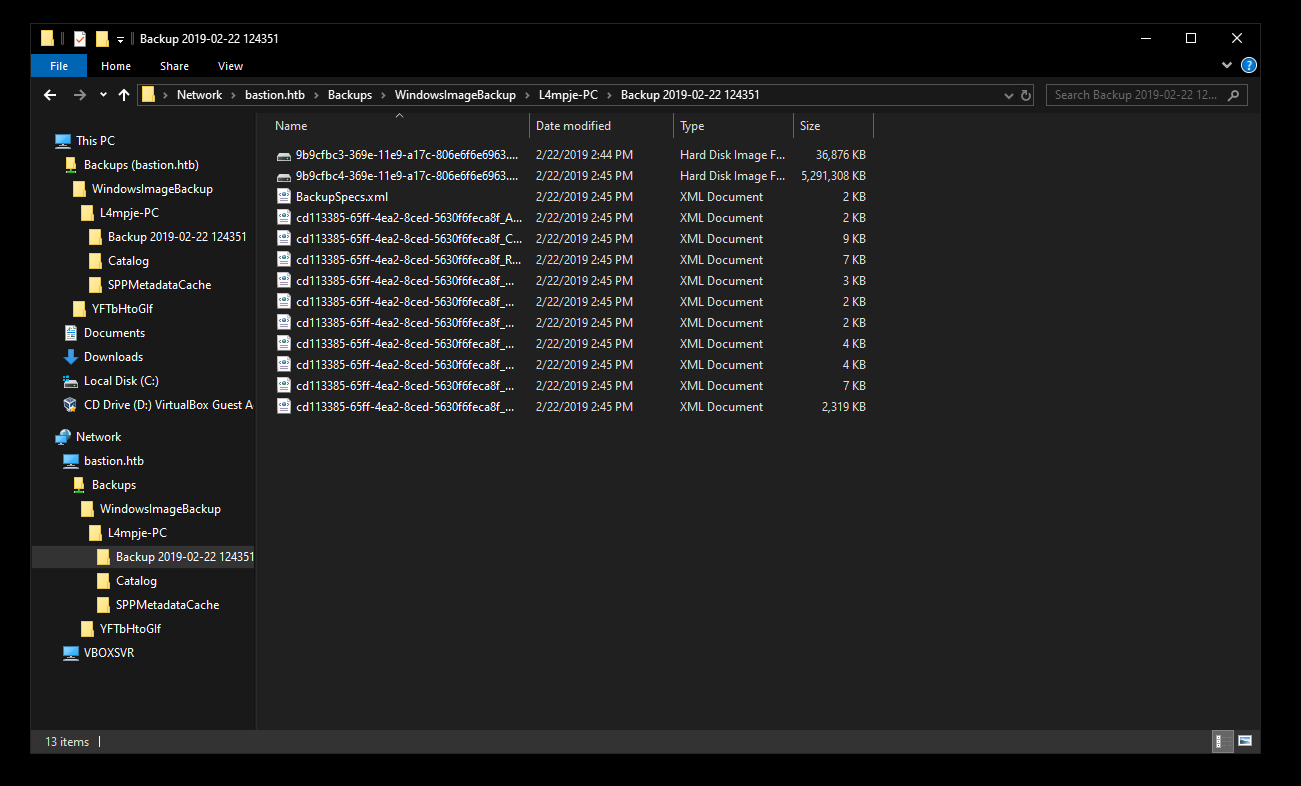 Backup 2019-02-22 124351
File Home Share View
Network › bastion.htb › Backups › WindowsImageBackup › L4mpje-PC › Backup 2019-02-22 124351
Search Backup 2019-02-22 12...
This PC
Backups (bastion.htb)
WindowsImageBackup
L4mpje-PC
Backup 2019-02-22 124351
Catalog
SPPMetadataCache
YFTbHtoGlf
Documents
Downloads
Local Disk (C:)
CD Drive (D:) VirtualBox Guest A
Network
bastion.htb
Backups
WindowsImageBackup
L4mpje-PC
Backup 2019-02-22 124351
Catalog
SPPMetadataCache
YFTbHtoGlf
VBOXSVR
Name Date modified Type Size
9b9cfbc3-369e-11e9-a17c-806e6f6e6963.... 2/22/2019 2:44 PM Hard Disk Image F... 36,876 KB
9b9cfbc4-369e-11e9-a17c-806e6f6e6963.... 2/22/2019 2:45 PM Hard Disk Image F... 5,291,308 KB
BackupSpecs.xml 2/22/2019 2:45 PM XML Document 2 KB
cd113385-65ff-4ea2-8ced-5630f6feca8f_A... 2/22/2019 2:45 PM XML Document 2 KB
cd113385-65ff-4ea2-8ced-5630f6feca8f_C... 2/22/2019 2:45 PM XML Document 9 KB
cd113385-65ff-4ea2-8ced-5630f6feca8f_R... 2/22/2019 2:45 PM XML Document 7 KB
cd113385-65ff-4ea2-8ced-5630f6feca8f_... 2/22/2019 2:45 PM XML Document 3 KB
cd113385-65ff-4ea2-8ced-5630f6feca8f_... 2/22/2019 2:45 PM XML Document 2 KB
cd113385-65ff-4ea2-8ced-5630f6feca8f_... 2/22/2019 2:45 PM XML Document 2 KB
cd113385-65ff-4ea2-8ced-5630f6feca8f_... 2/22/2019 2:45 PM XML Document 4 KB
cd113385-65ff-4ea2-8ced-5630f6feca8f_... 2/22/2019 2:45 PM XML Document 4 KB
cd113385-65ff-4ea2-8ced-5630f6feca8f_... 2/22/2019 2:45 PM XML Document 7 KB
cd113385-65ff-4ea2-8ced-5630f6feca8f_... 2/22/2019 2:45 PM XML Document 2,319 KB
13 items